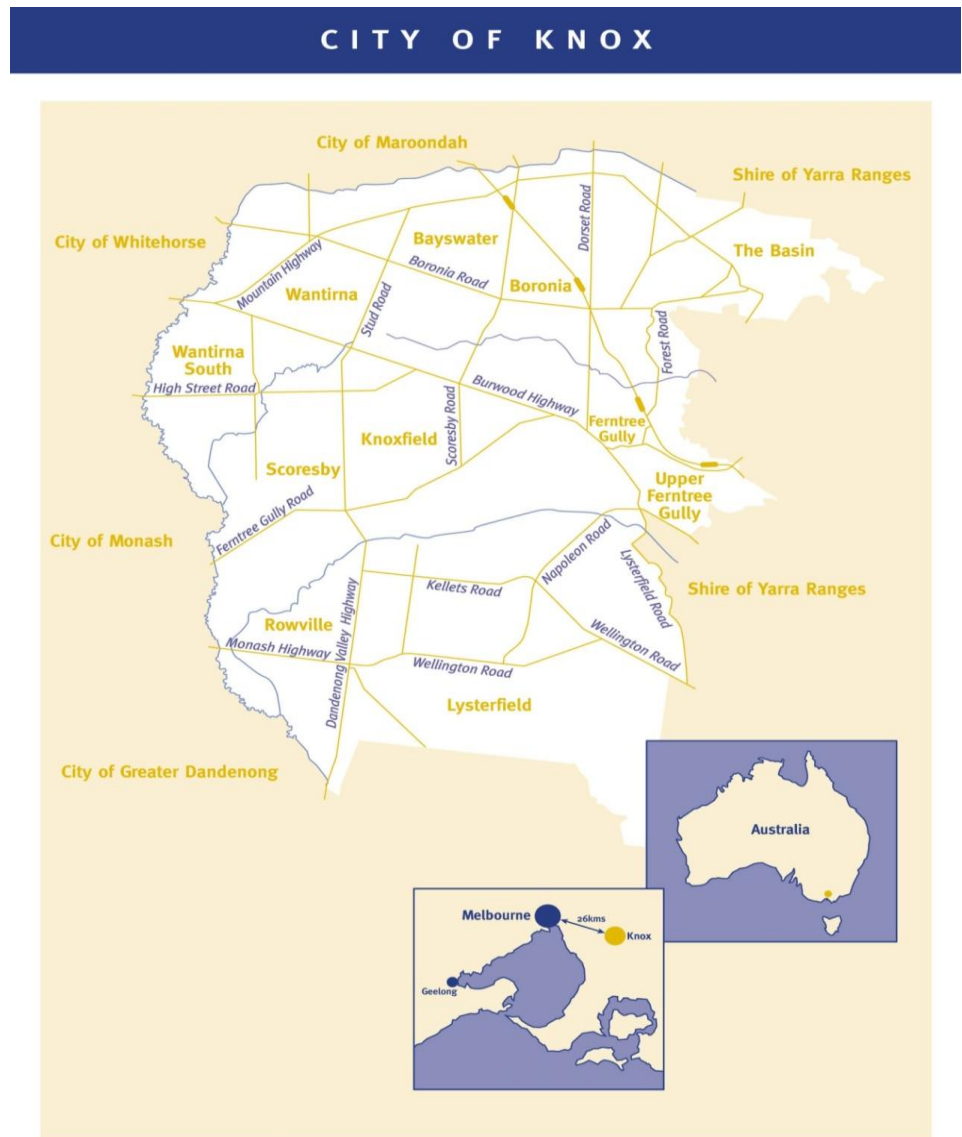 CITY OF KNOX
City of Maroondah
Shire of Yarra Ranges
City of Whitehorse
Bayswater
Dorset Road
The Basin
Mountain Highway
Boronia Road
Boronia
Wantirna
Stud Road
Forest Road
Wantirna
South
High Street Road
Burwood Highway
Scoresby Road
Ferntree
Gully
Knoxfield
Scoresby
Upper
Ferntree
Gully
Ferntree Gully Road
City of Monash
Napoleon Road
Lysterfield Road
Kellets Road
Shire of Yarra Ranges
Rowville
Dandenong Valley Highway
Monash Highway
Wellington Road
Wellington Road
Lysterfield
City of Greater Dandenong
Australia
Melbourne
26kms
Knox
Geelong